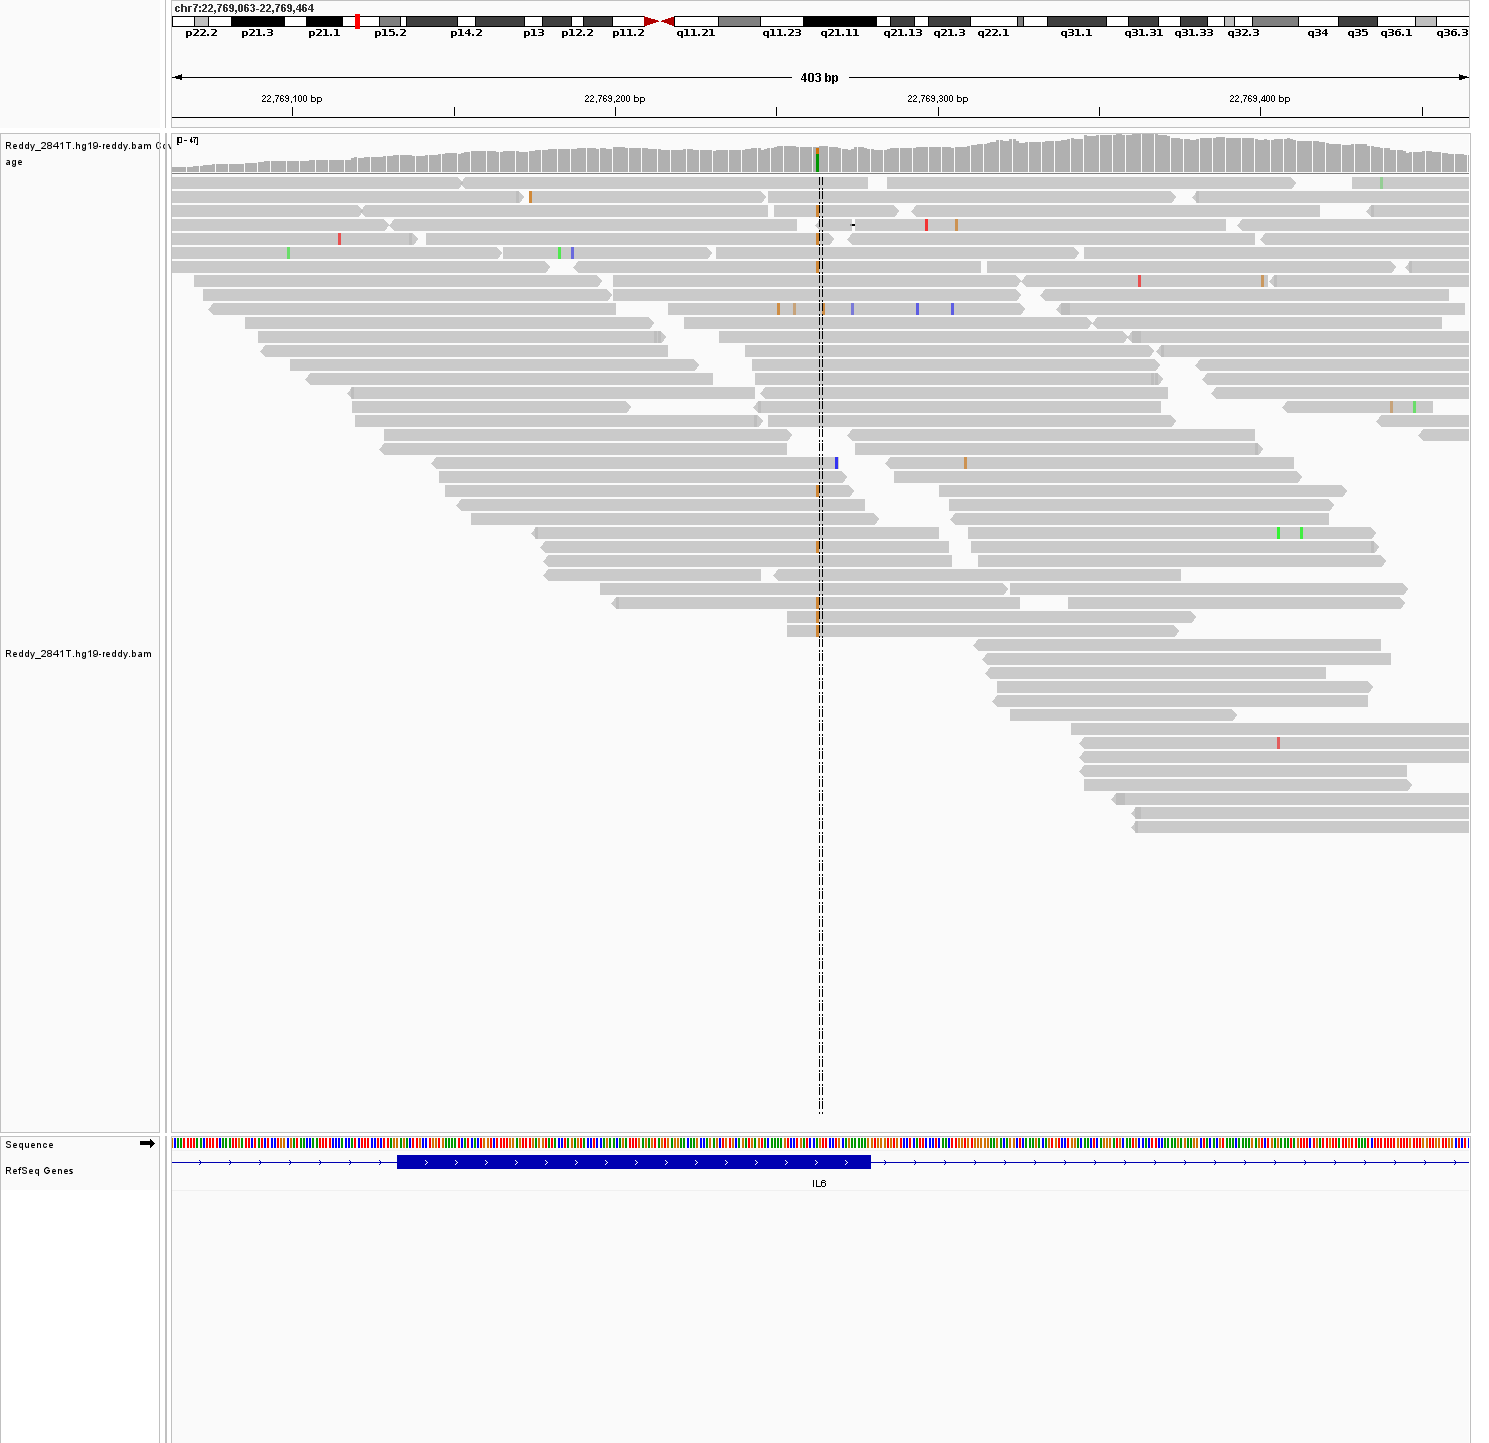 chr7:22,769,063-22,769,464
p22.2 p21.3 p21.1 p15.2 p14.2 p13 p12.2 p11.2 q11.21 q11.23 q21.11 q21.13 q21.3 q22.1 q31.1 q31.31 q31.33 q32.3 q34 q35 q36.1 q36.3
403 bp
22,769,100 bp 22,769,200 bp 22,769,300 bp 22,769,400 bp
Reddy_2841T.hg19-reddy.bam Cov
age
[0 - 47]
Reddy_2841T.hg19-reddy.bam
Sequence
RefSeq Genes
IL6